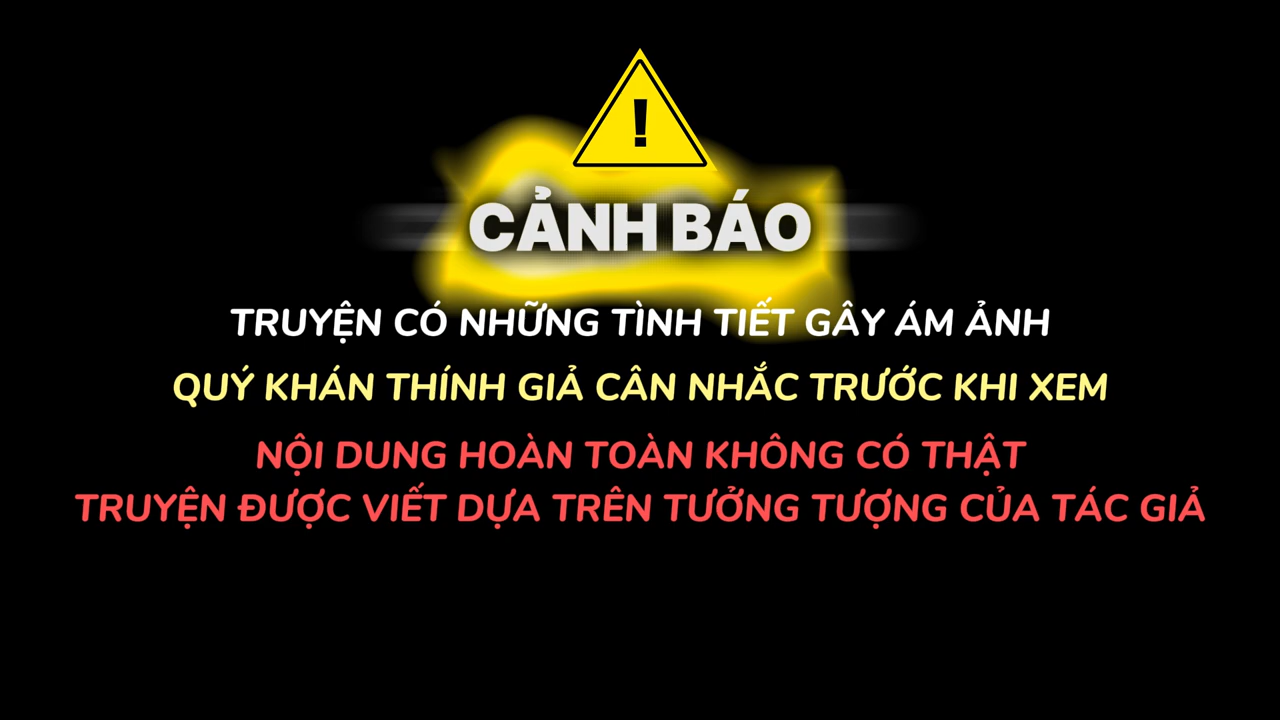 !
CẢNH BÁO
TRUYỆN CÓ NHỮNG TÌNH TIẾT GÂY ÁM ẢNH
QUÝ KHÁN THÍNH GIẢ CÂN NHẮC TRƯỚC KHI XEM
NỘI DUNG HOÀN TOÀN KHÔNG CÓ THẬT
TRUYỆN ĐƯỢC VIẾT DỰA TRÊN TƯỞNG TƯỢNG CỦA TÁC GIẢ